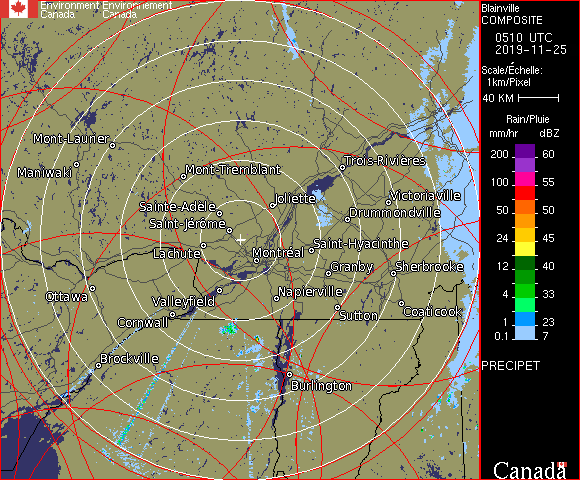 Environment Environnement
Canada Canada
Blainville
COMPOSITE
0510 UTC
2019-11-25
Scale/Échelle:
1km/Pixel
40 KM
Rain/Pluie
mm/hr dBZ
200 60
150 57
100 55
50 50
24 45
12 40
4 33
1 23
0.1 7
PRECIPET
Canada
Mont-Laurier
Maniwaki
Mont-Tremblant
Trois-Rivières
Joliette
Victoriaville
Sainte-Adèle
Drummondville
Saint-Jérôme
Saint-Hyacinthe
Lachute
Montréal
Granby
Sherbrooke
Ottawa
Valleyfield
Napierville
Cornwall
Sutton
Coaticook
Brockville
Burlington